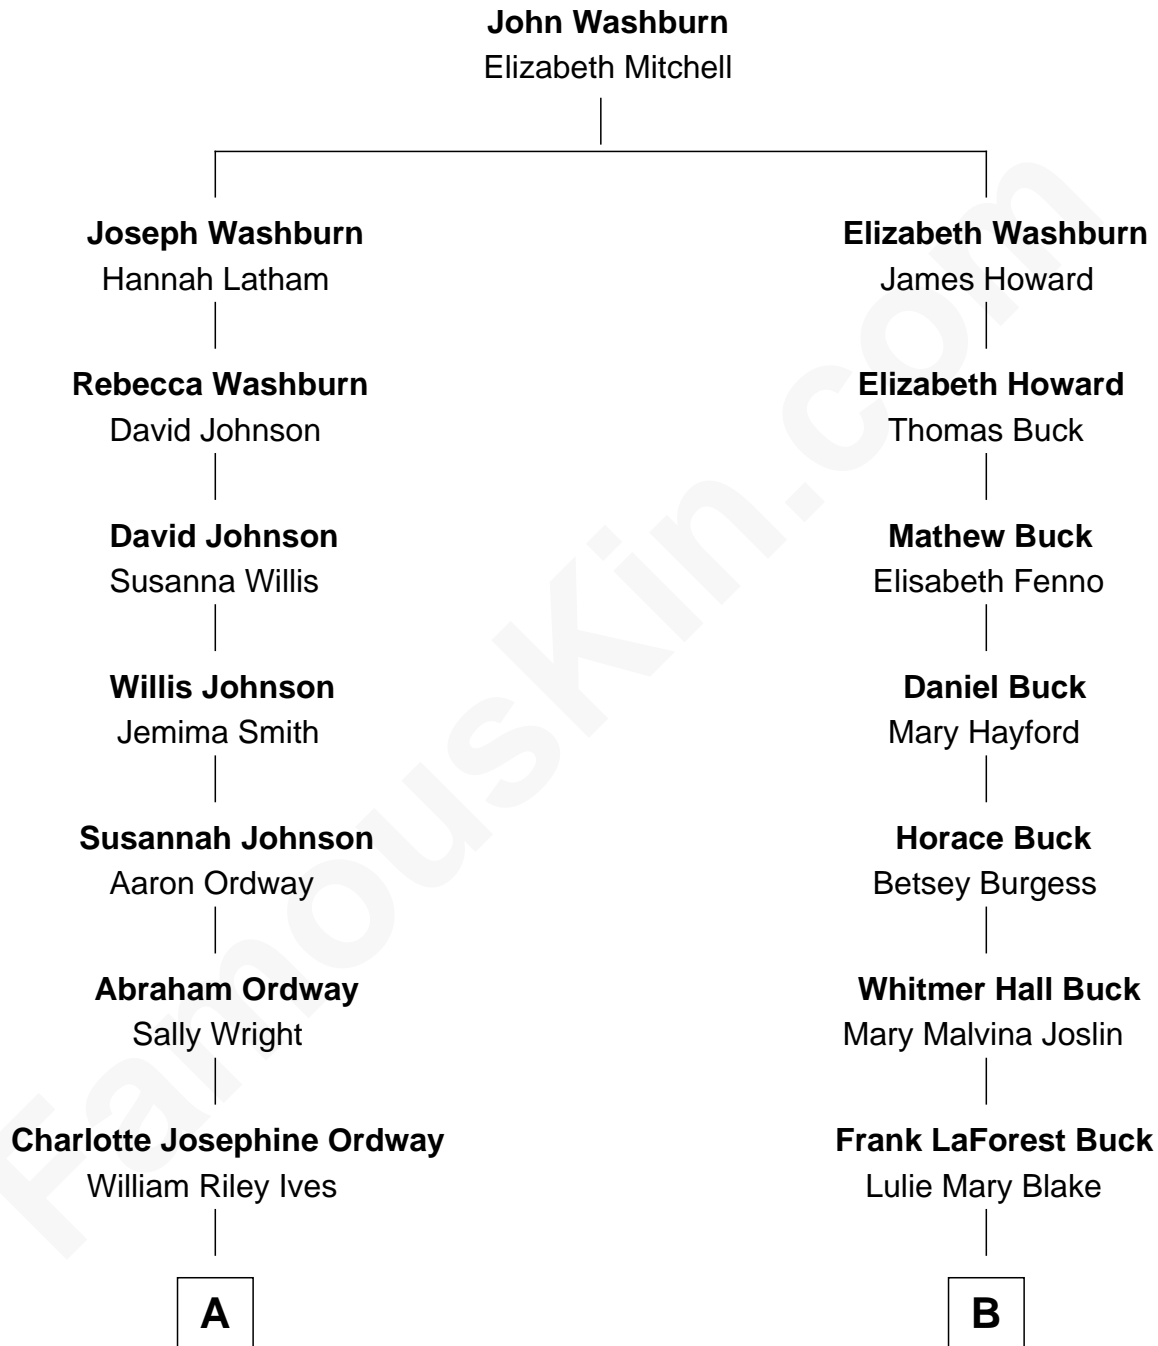 John Washburn
Elizabeth Mitchell
Joseph Washburn
Hannah Latham
Elizabeth Washburn
James Howard
Rebecca Washburn
David Johnson
Elizabeth Howard
Thomas Buck
David Johnson
Susanna Willis
Mathew Buck
Elisabeth Fenno
Willis Johnson
Jemima Smith
Daniel Buck
Mary Hayford
Susannah Johnson
Aaron Ordway
Horace Buck
Betsey Burgess
Abraham Ordway
Sally Wright
Whitmer Hall Buck
Mary Malvina Joslin
Charlotte Josephine Ordway
William Riley Ives
Frank LaForest Buck
Lulie Mary Blake
A
B
FamousKin.com